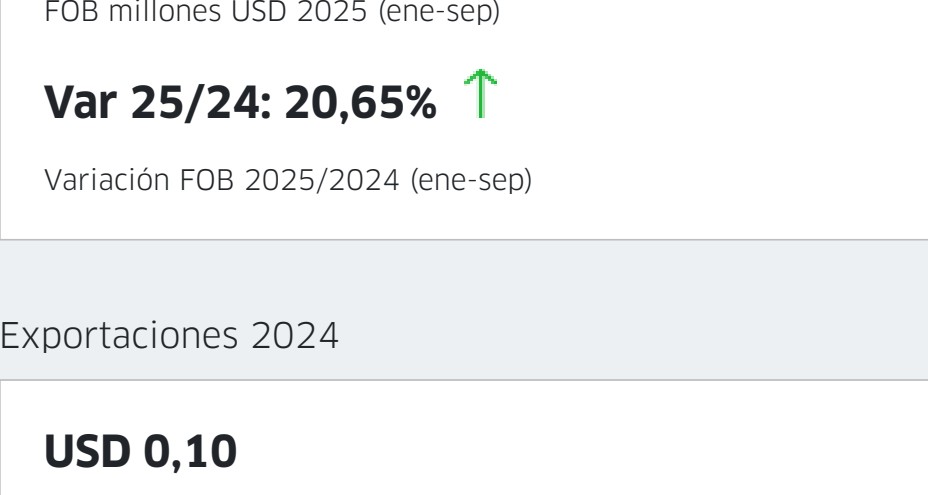 FOB millones USD 2025 (ene-sep)
Var 25/24: 20,65%
Variación FOB 2025/2024 (ene-sep)
Exportaciones 2024
USD 0,10